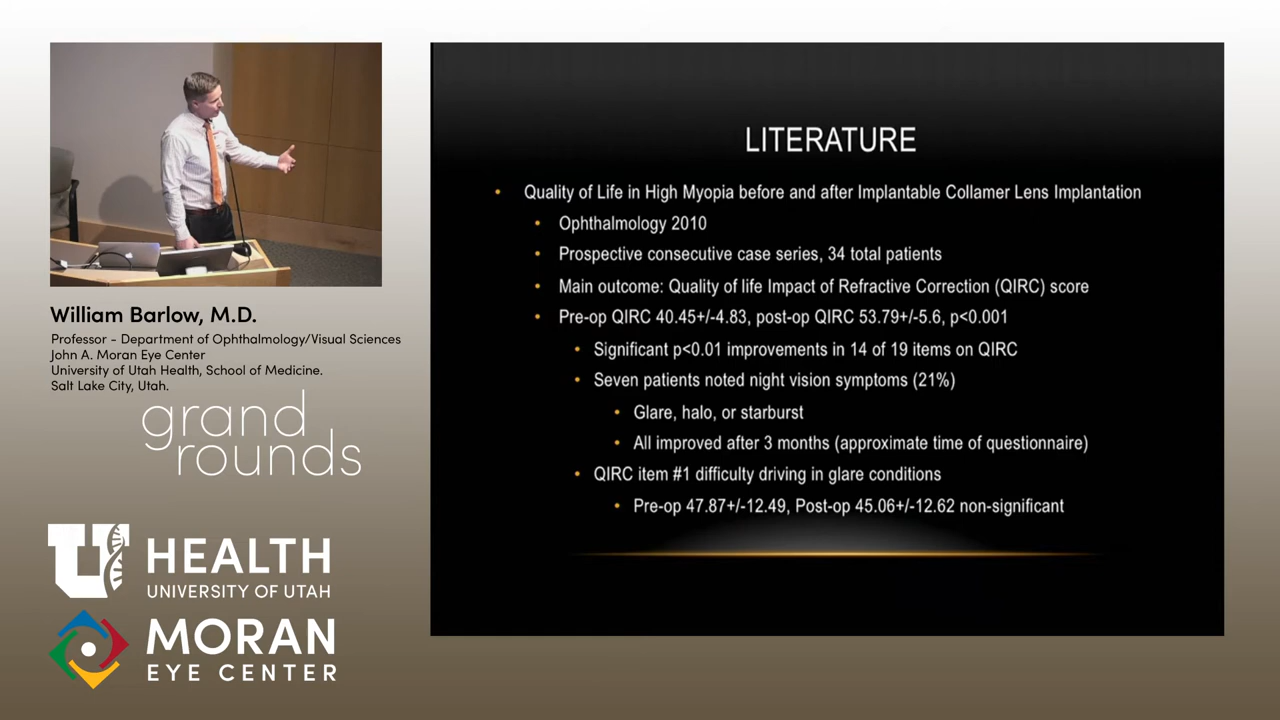 William Barlow, M.D.
Professor - Department of Ophthalmology/Visual Sciences
John A. Moran Eye Center
University of Utah Health, School of Medicine.
Salt Lake City, Utah.
grand
rounds
U HEALTH
UNIVERSITY OF UTAH
MORAN
EYE CENTER
LITERATURE
• Quality of Life in High Myopia before and after Implantable Collamer Lens Implantation
• Ophthalmology 2010
• Prospective consecutive case series, 34 total patients
• Main outcome: Quality of life Impact of Refractive Correction (QIRC) score
• Pre-op QIRC 40.45+/-4.83, post-op QIRC 53.79+/-5.6, p<0.001
• Significant p<0.01 improvements in 14 of 19 items on QIRC
• Seven patients noted night vision symptoms (21%)
• Glare, halo, or starburst
• All improved after 3 months (approximate time of questionnaire)
• QIRC item #1 difficulty driving in glare conditions
• Pre-op 47.87+/-12.49, Post-op 45.06+/-12.62 non-significant